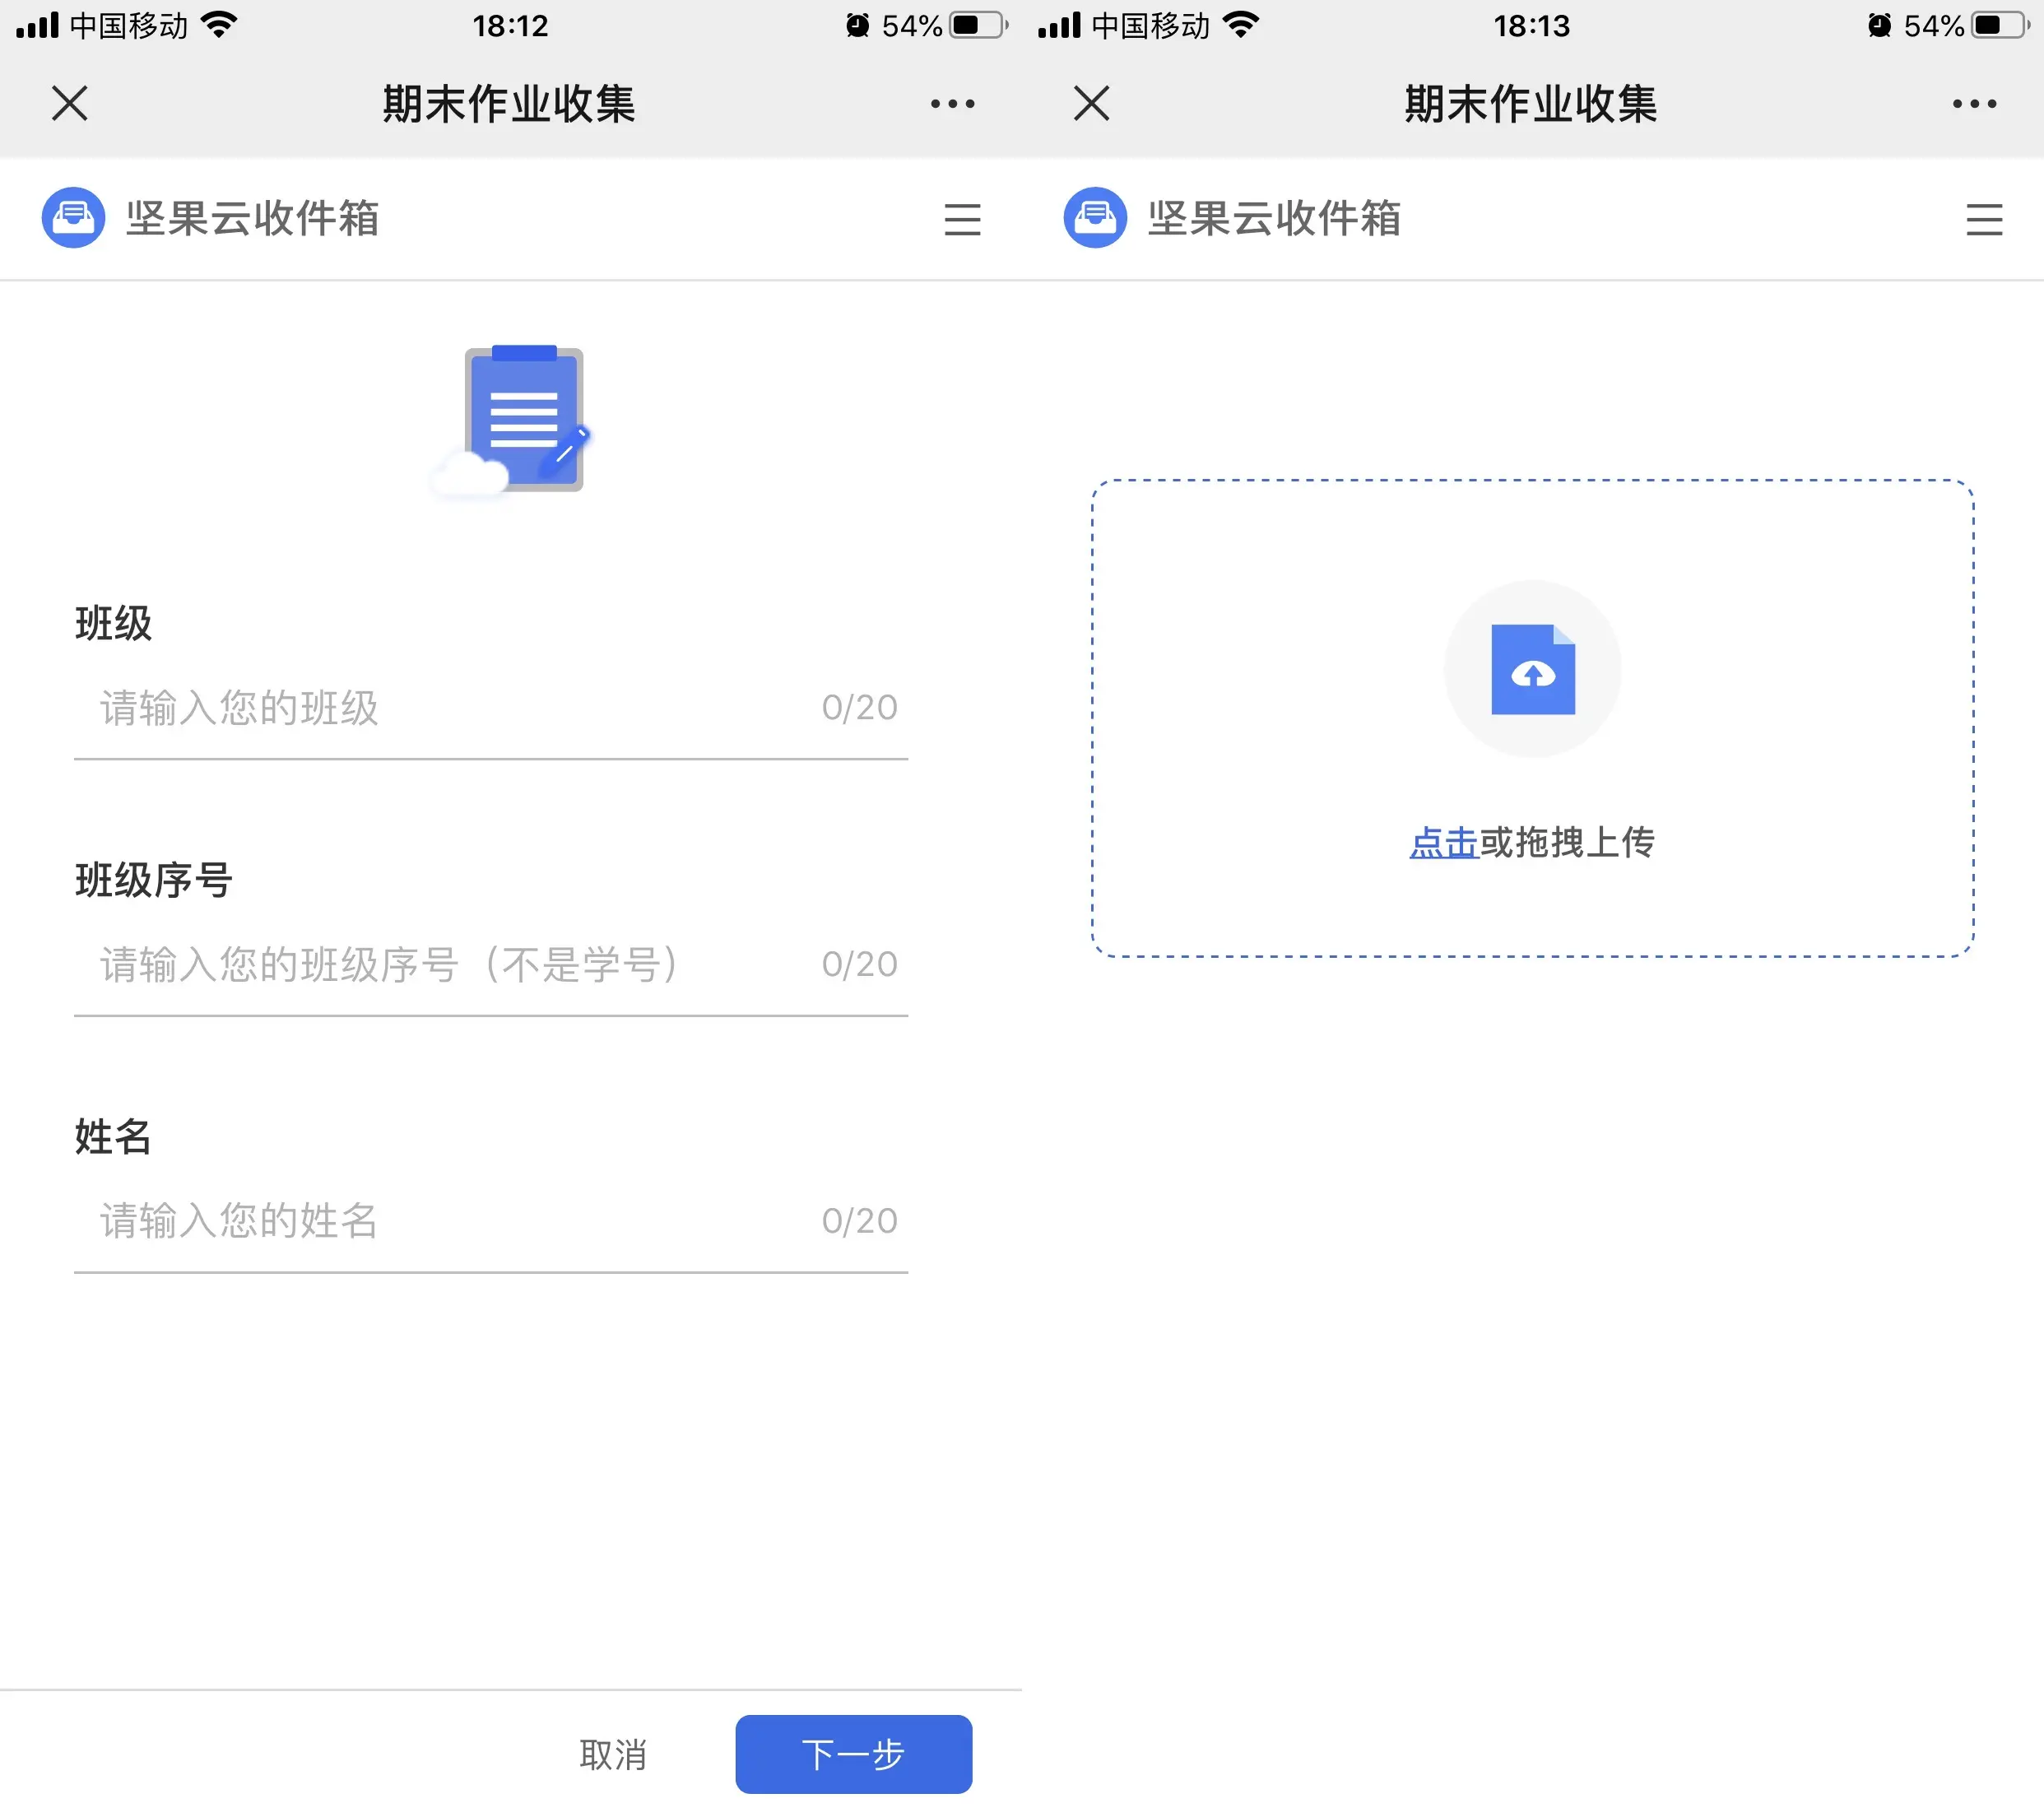 中国移动 18:12 54%
期末作业收集
坚果云收件箱
班级
请输入您的班级 0/20
班级序号
请输入您的班级序号（不是学号） 0/20
姓名
请输入您的姓名 0/20
取消 下一步
中国移动 18:13 54%
期末作业收集
坚果云收件箱
点击或拖拽上传